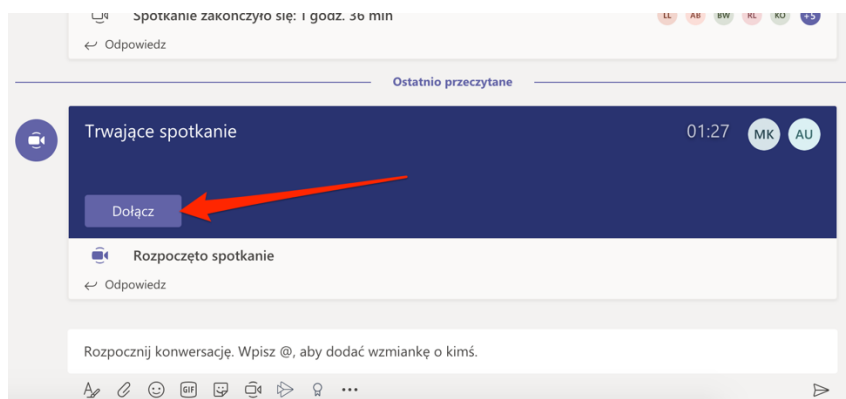 Spotkanie zakończyło się: 1 godz. 36 min
LL AB BW RL KO +5
Odpowiedz
Ostatnio przeczytane
Trwające spotkanie 01:27 MK AU
Dołącz
Rozpoczęto spotkanie
Odpowiedz
Rozpocznij konwersację. Wpisz @, aby dodać wzmiankę o kimś.
GIF